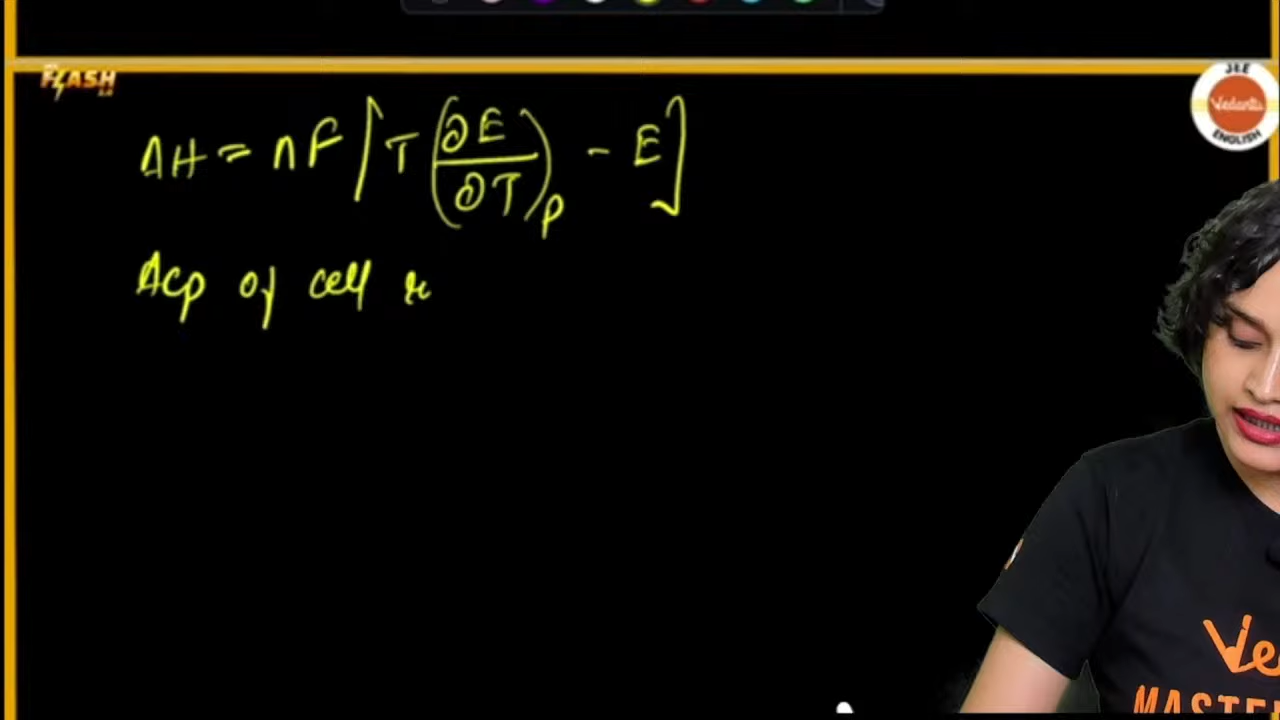 FLASH
JEE
Vedantu
ENGLISH
ΔH = nF [T (∂E/∂T)p - E]
ΔCp of cell
Ve
MASTE